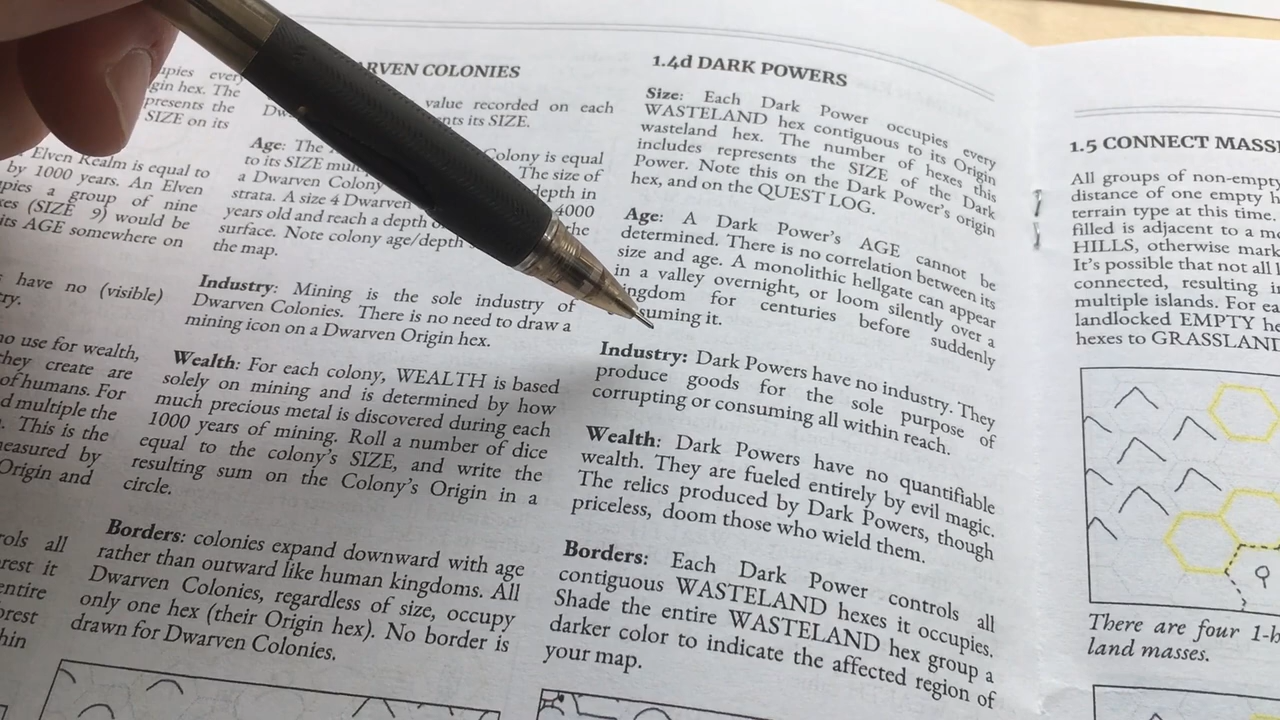 upies every
gin hex. The
presents the
SIZE on its
Elven Realm is equal to
by 1000 years. An Elven
pies a group of nine
(SIZE 9) would be
its AGE somewhere on
have no (visible)
ry.
no use for wealth,
they create are
of humans. For
d multiple the
This is the
measured by
Origin and
rols all
rest it
entire
orest
hin
ARVEN COLONIES
value recorded on each
nts its SIZE.
Age: The Colony is equal
to its SIZE The size of
a Dwarven Colony depth in
strata. A size 4 Dwarven 4000
years old and reach a depth the
surface. Note colony age/depth
the map.
Industry: Mining is the sole industry of
Dwarven Colonies. There is no need to draw a
mining icon on a Dwarven Origin hex.
Wealth: For each colony, WEALTH is based
solely on mining and is determined by how
much precious metal is discovered during each
1000 years of mining. Roll a number of dice
equal to the colony's SIZE, and write the
resulting sum on the Colony's Origin in a
circle.
Borders: colonies expand downward with age
rather than outward like human kingdoms. All
Dwarven Colonies, regardless of size, occupy
only one hex (their Origin hex). No border is
drawn for Dwarven Colonies.
1.4d DARK POWERS
Size: Each Dark Power occupies every
WASTELAND hex contiguous to its Origin
wasteland hex. The number of hexes this
includes represents the SIZE of the Dark
Power. Note this on the Dark Power's origin
hex, and on the QUEST LOG.
Age: A Dark Power's AGE cannot be
determined. There is no correlation between its
size and age. A monolithic hellgate can appear
in a valley overnight, or loom silently over a
ingdom for centuries before suddenly
suming it.
Industry: Dark Powers have no industry. They
produce goods for the sole purpose of
corrupting or consuming all within reach.
Wealth: Dark Powers have no quantifiable
wealth. They are fueled entirely by evil magic.
The relics produced by Dark Powers, though
priceless, doom those who wield them.
Borders: Each Dark Power controls all
contiguous WASTELAND hexes it occupies.
Shade the entire WASTELAND hex group a
darker color to indicate the affected region of
your map.
1.5 CONNECT MASS
All groups of non-empty
distance of one empty h
terrain type at this time.
filled is adjacent to a mo
HILLS, otherwise mark
It's possible that not all
connected, resulting in
multiple islands. For ea
landlocked EMPTY he
hexes to GRASSLAND
There are four 1-h
land masses.